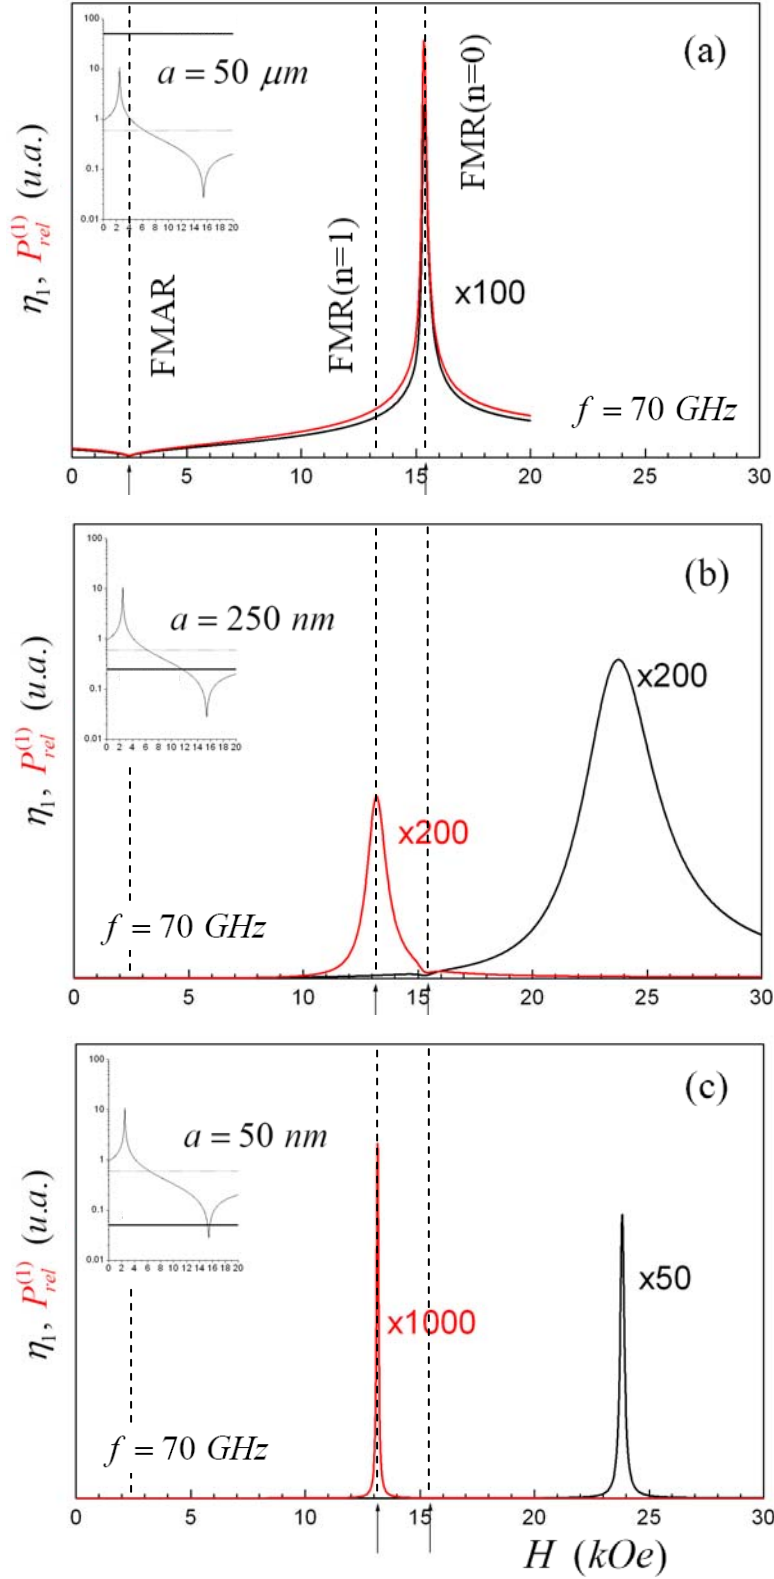 (a)
a = 50 μm
100
10
1
0.1
0.01
0 2 4 6 8 10 12 14 16 18 20
η₁, P_rel^(1) (u.a.)
FMAR
FMR(n=1)
FMR(n=0)
x100
f = 70 GHz
0 5 10 15 20 25 30
(b)
a = 250 nm
100
10
1
0.1
0.01
0 2 4 6 8 10 12 14 16 18 20
η₁, P_rel^(1) (u.a.)
x200
x200
f = 70 GHz
0 5 10 15 20 25 30
(c)
a = 50 nm
100
10
1
0.1
0.01
0 2 4 6 8 10 12 14 16 18 20
η₁, P_rel^(1) (u.a.)
x50
x1000
f = 70 GHz
0 5 10 15 20 25 30
H (kOe)